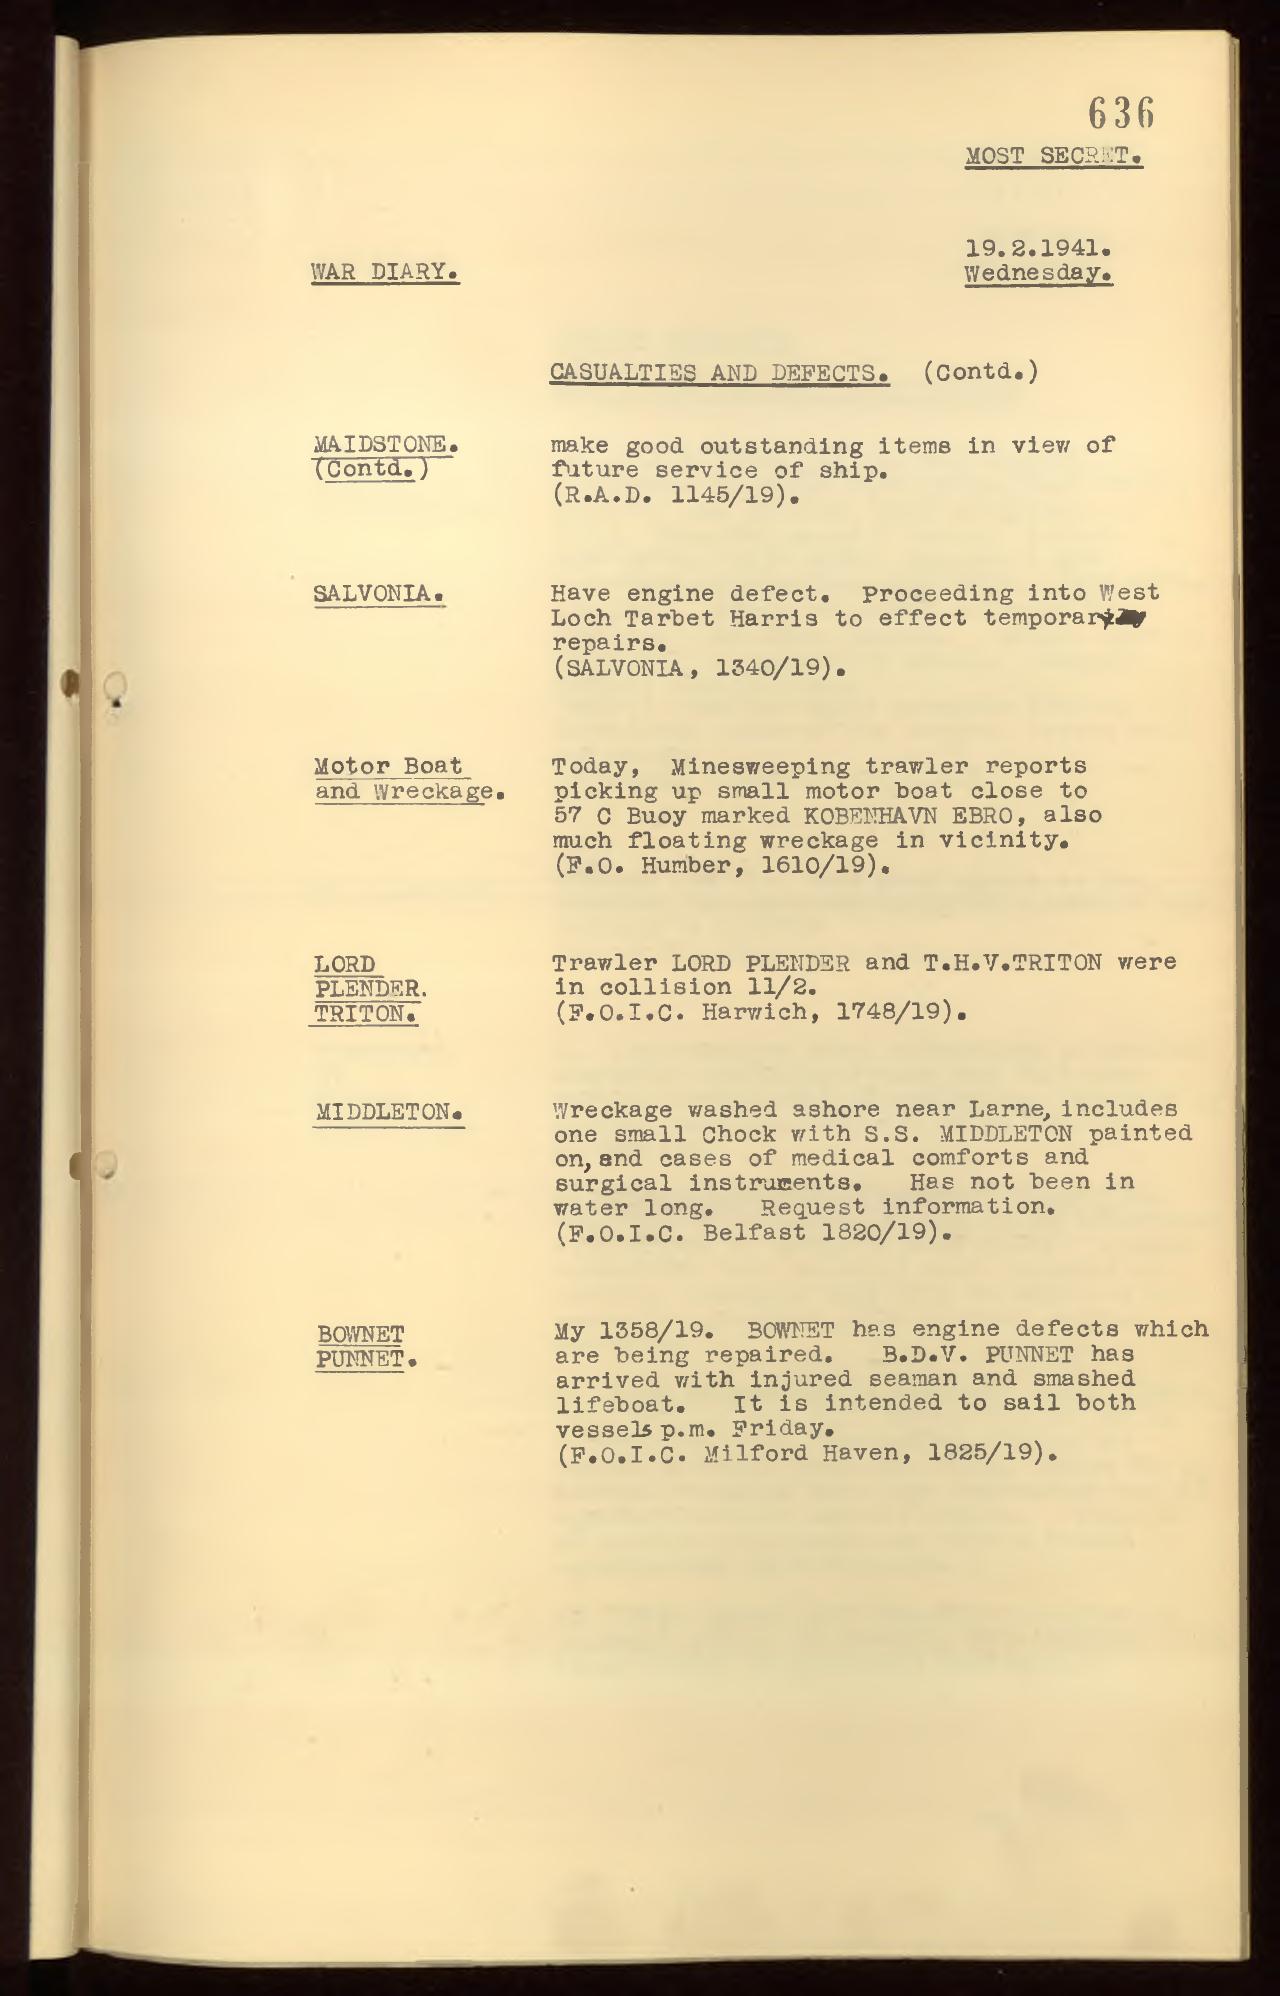 636
MOST SECRET.
19.2.1941.
WAR DIARY.
Wednesday.
CASUALTIES AND DEFECTS. (Contd.)
MAIDSTONE.
(Contd.)
make good outstanding items in view of
future service of ship.
(R.A.D. 1145/19).
SALVONIA.
Have engine defect. Proceeding into West
Loch Tarbet Harris to effect temporary
repairs.
(SALVONIA, 1340/19).
Motor Boat
and Wreckage.
Today, Minesweeping trawler reports
picking up small motor boat close to
57 C Buoy marked KOBENHAVN EBRO, also
much floating wreckage in vicinity.
(F.O. Humber, 1610/19).
LORD
PLENDER.
TRITON.
Trawler LORD PLENDER and T.H.V.TRITON were
in collision 11/2.
(F.O.I.C. Harwich, 1748/19).
MIDDLETON.
Wreckage washed ashore near Larne, includes
one small Chock with S.S. MIDDLETON painted
on, and cases of medical comforts and
surgical instruments. Has not been in
water long. Request information.
(F.O.I.C. Belfast 1820/19).
BOWNET
PUNNET.
My 1358/19. BOWNET has engine defects which
are being repaired. B.D.V. PUNNET has
arrived with injured seaman and smashed
lifeboat. It is intended to sail both
vessels p.m. Friday.
(F.O.I.C. Milford Haven, 1825/19).